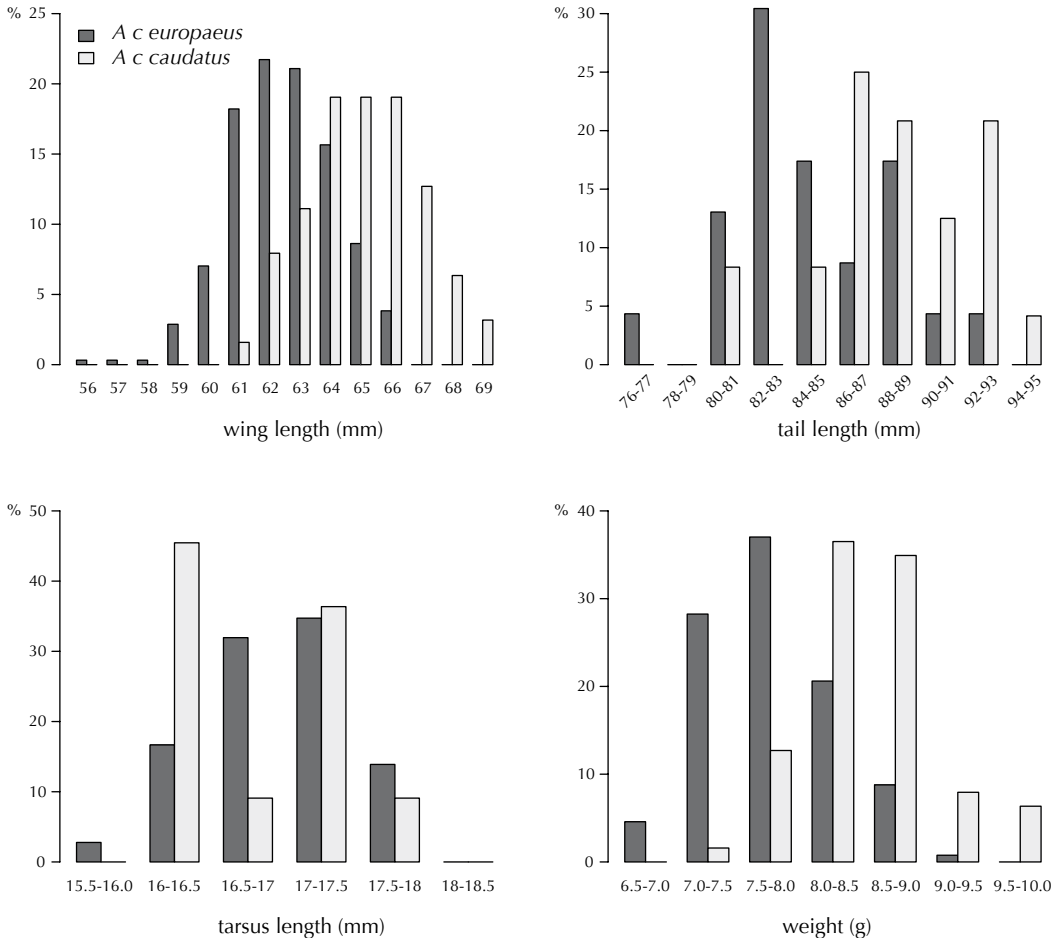 % 25
A c europaeus
A c caudatus
20
15
10
5
0
56 57 58 59 60 61 62 63 64 65 66 67 68 69
wing length (mm)
% 30
25
20
15
10
5
0
76-77 78-79 80-81 82-83 84-85 86-87 88-89 90-91 92-93 94-95
tail length (mm)
% 50
40
30
20
10
0
15.5-16.0 16-16.5 16.5-17 17-17.5 17.5-18 18-18.5
tarsus length (mm)
% 40
30
20
10
0
6.5-7.0 7.0-7.5 7.5-8.0 8.0-8.5 8.5-9.0 9.0-9.5 9.5-10.0
weight (g)